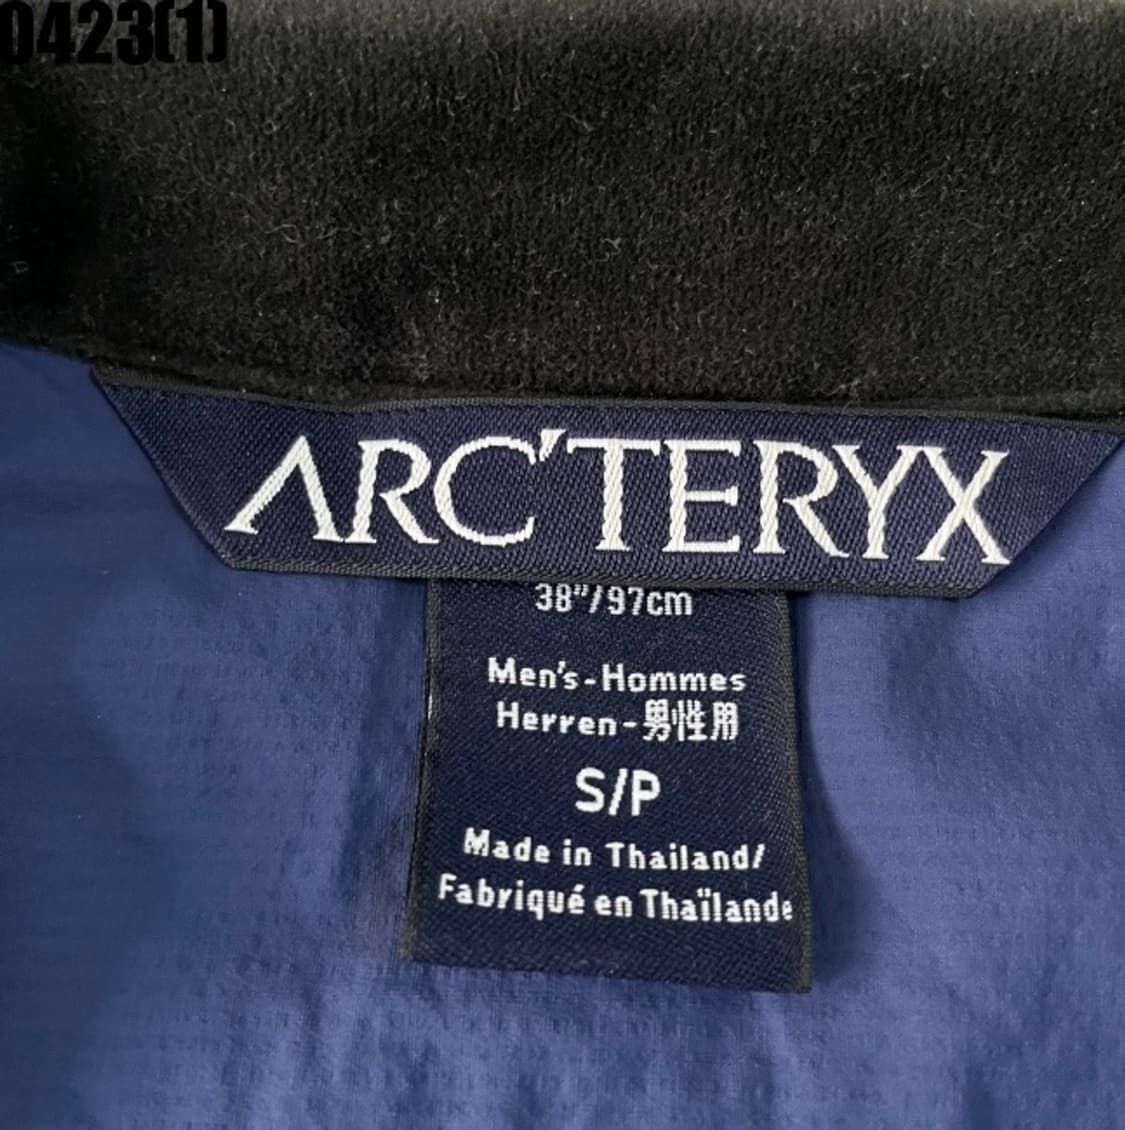 0423(1)
ARC'TERYX
38"/97cm
Men's-Hommes
Herren-男性用
S/P
Made in Thailand/
Fabriqué en Thaïlande